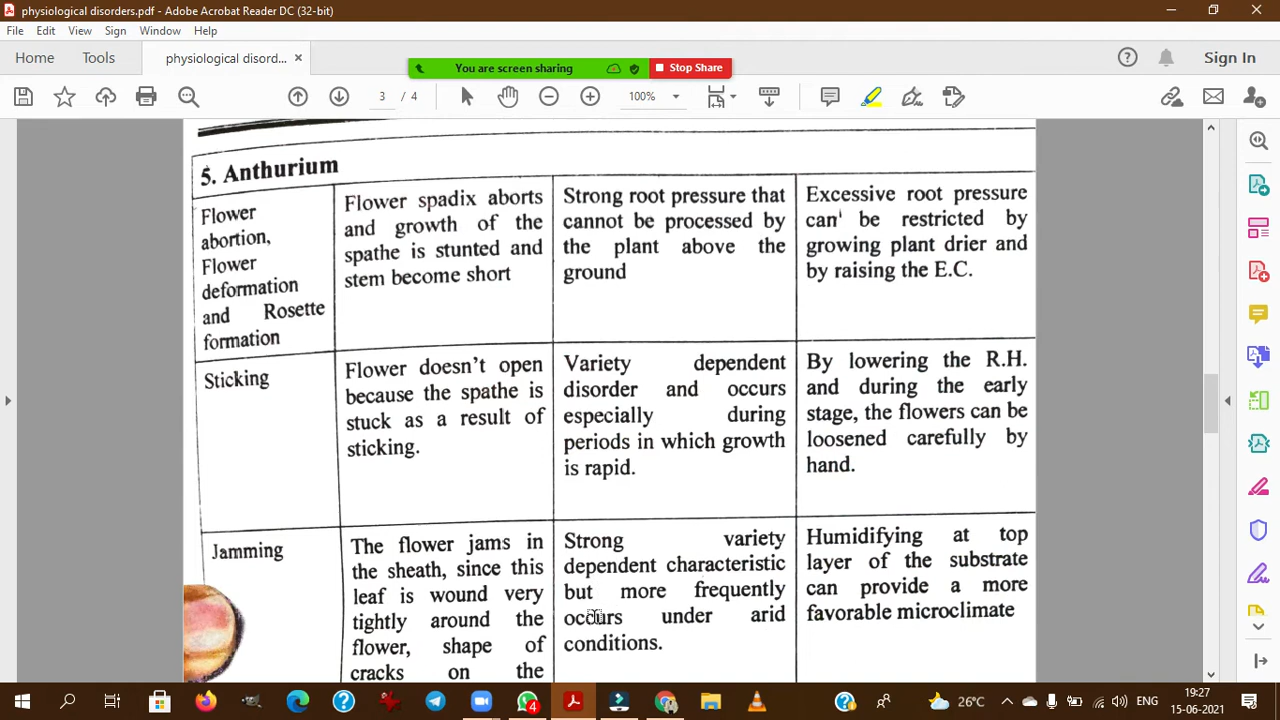 physiological disorders.pdf - Adobe Acrobat Reader DC (32-bit)
File Edit View Sign Window Help
Home Tools physiological disord... ×
You are screen sharing Stop Share
Sign In
3 / 4 100%
5. Anthurium
Flower
abortion,
Flower
deformation
and Rosette
formation
Flower spadix aborts
and growth of the
spathe is stunted and
stem become short
Strong root pressure that
cannot be processed by
the plant above the
ground
Excessive root pressure
can' be restricted by
growing plant drier and
by raising the E.C.
Sticking
Flower doesn't open
because the spathe is
stuck as a result of
sticking.
Variety dependent
disorder and occurs
especially during
periods in which growth
is rapid.
By lowering the R.H.
and during the early
stage, the flowers can be
loosened carefully by
hand.
Jamming
The flower jams in
the sheath, since this
leaf is wound very
tightly around the
flower, shape of
cracks on the
Strong variety
dependent characteristic
but more frequently
occurs under arid
conditions.
Humidifying at top
layer of the substrate
can provide a more
favorable microclimate
4
26°C ENG
19:27
15-06-2021